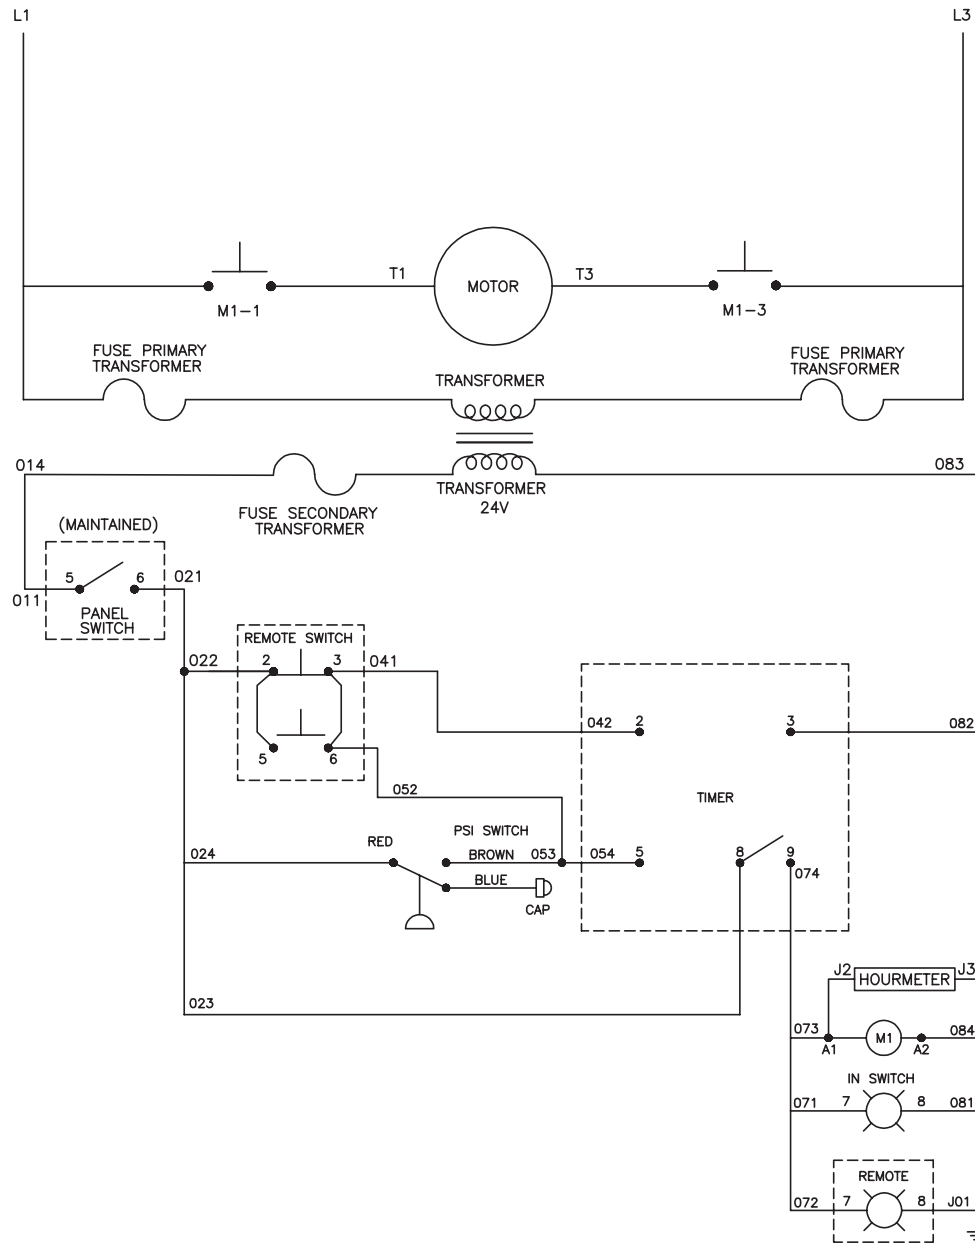 L1
L3
T1
MOTOR
T3
M1-1
M1-3
FUSE PRIMARY
TRANSFORMER
TRANSFORMER
FUSE PRIMARY
TRANSFORMER
014
083
TRANSFORMER
24V
FUSE SECONDARY
TRANSFORMER
(MAINTAINED)
5
6
021
011
PANEL
SWITCH
REMOTE SWITCH
022
2
3
041
5
6
042
2
3
082
052
TIMER
PSI SWITCH
RED
024
BROWN
053
054
5
8
9
074
BLUE
CAP
023
J2
HOURMETER
J3
073
M1
084
A1
A2
IN SWITCH
071
7
8
081
REMOTE
072
7
8
J01